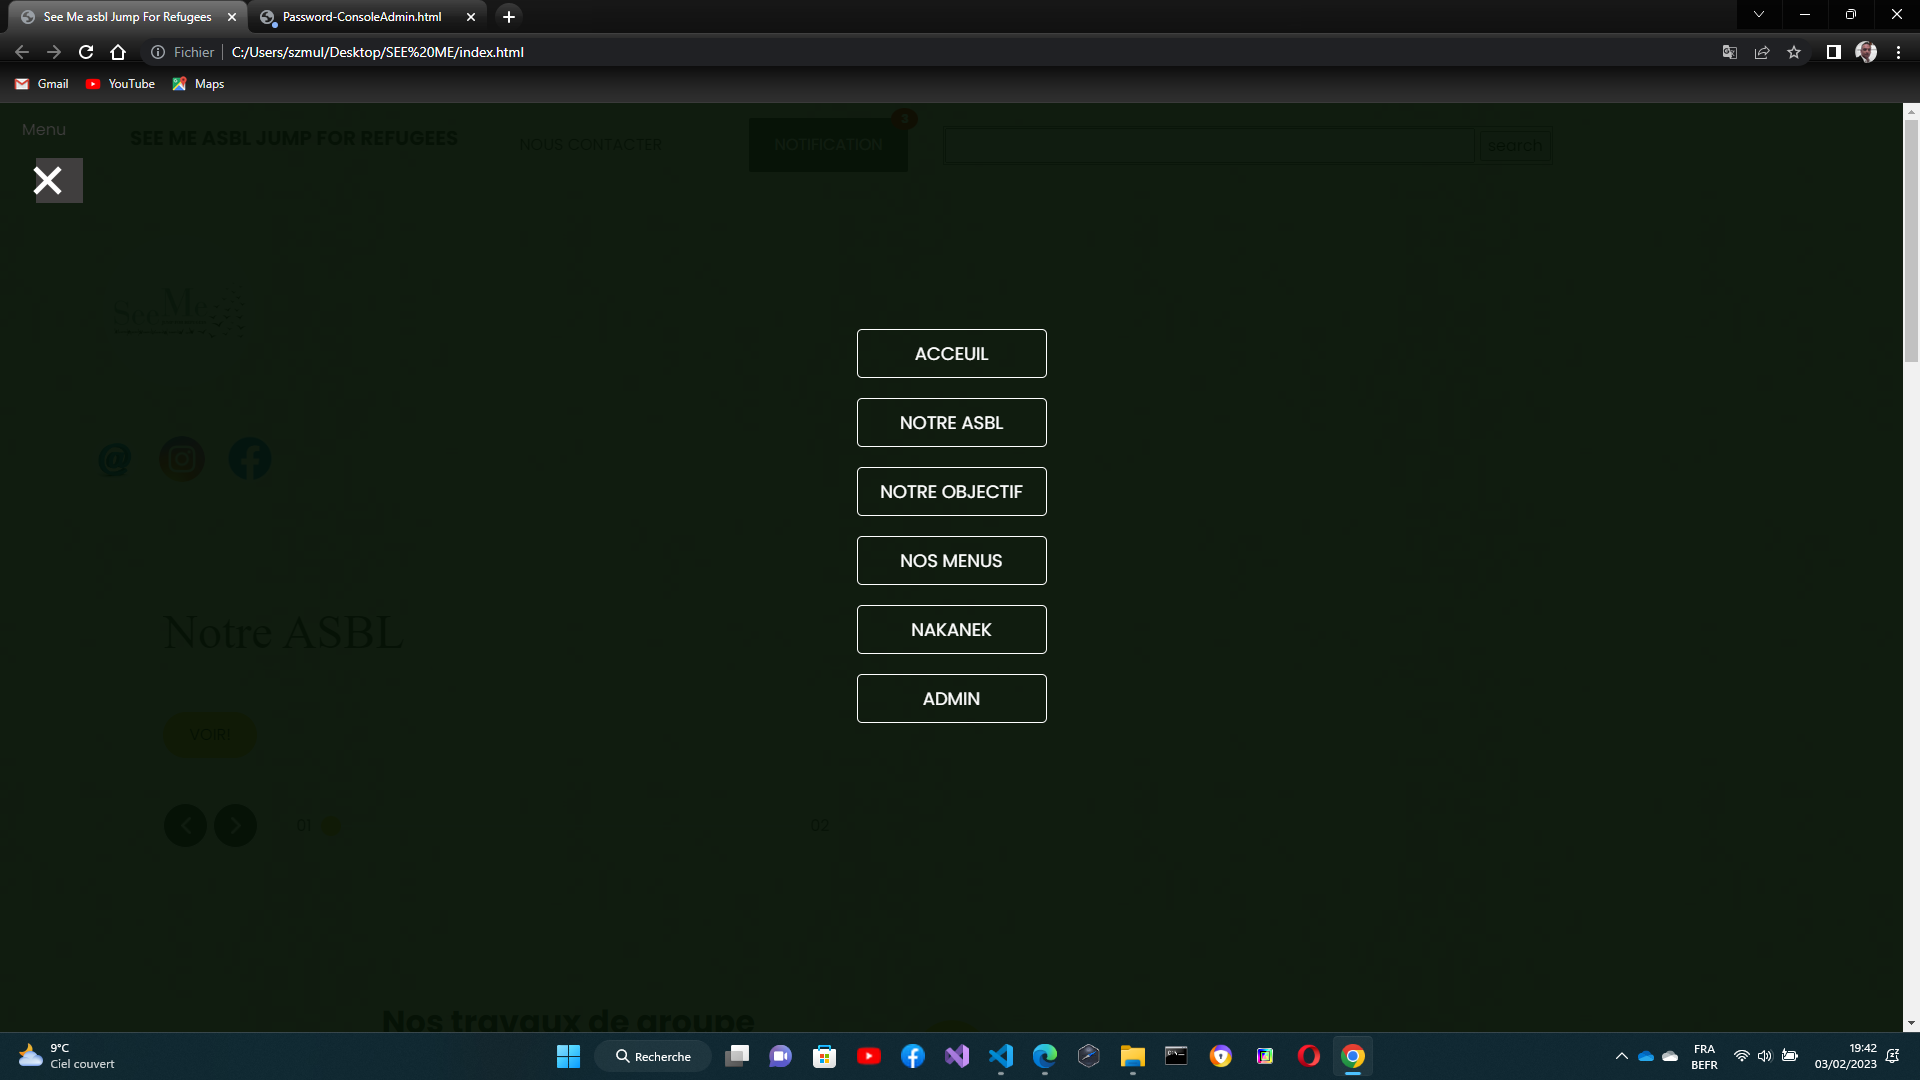 See Me asbl Jump For Refugees
Password-ConsoleAdmin.html
Fichier
C:/Users/szmul/Desktop/SEE%20ME/index.html
Gmail
YouTube
Maps
Menu
SEE ME ASBL JUMP FOR REFUGEES
NOUS CONTACTER
NOTIFICATION
3
search
SeeMe
ACCEUIL
NOTRE ASBL
NOTRE OBJECTIF
NOS MENUS
NAKANEK
ADMIN
Notre ASBL
VOIR!
01
02
Nos travaux de groupe
9°C
Ciel couvert
Recherche
FRA
BEFR
19:42
03/02/2023